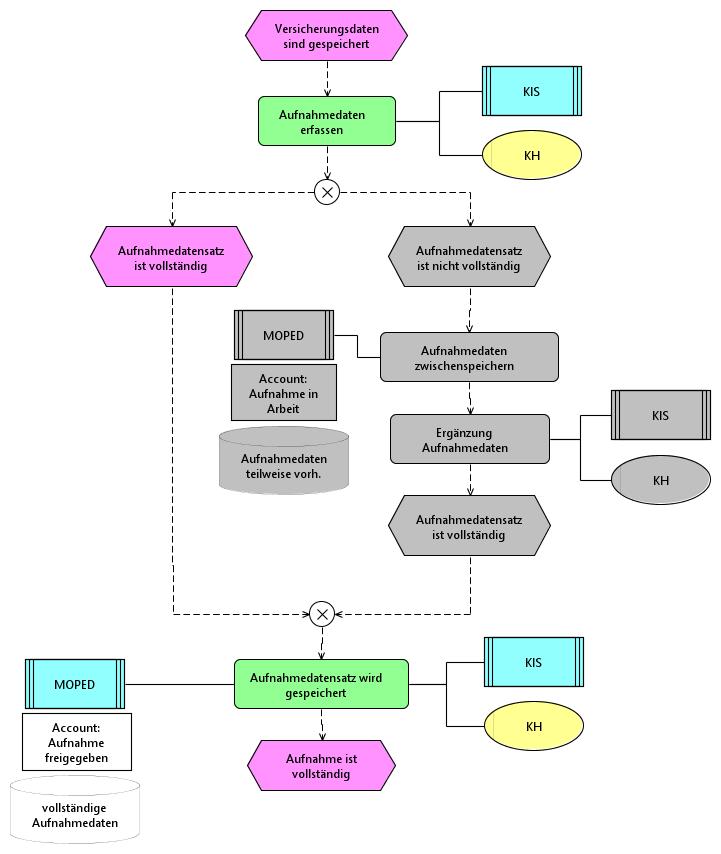 Versicherungsdaten
sind gespeichert
Aufnahmedaten
erfassen
KIS
KH
Aufnahmedatensatz
ist vollständig
Aufnahmedatensatz
ist nicht vollständig
MOPED
Account:
Aufnahme in
Arbeit
Aufnahmedaten
teilweise vorh.
Aufnahmedaten
zwischenspeichern
Ergänzung
Aufnahmedaten
KIS
KH
Aufnahmedatensatz
ist vollständig
MOPED
Account:
Aufnahme
freigegeben
vollständige
Aufnahmedaten
Aufnahmedatensatz wird
gespeichert
KIS
KH
Aufnahme ist
vollständig